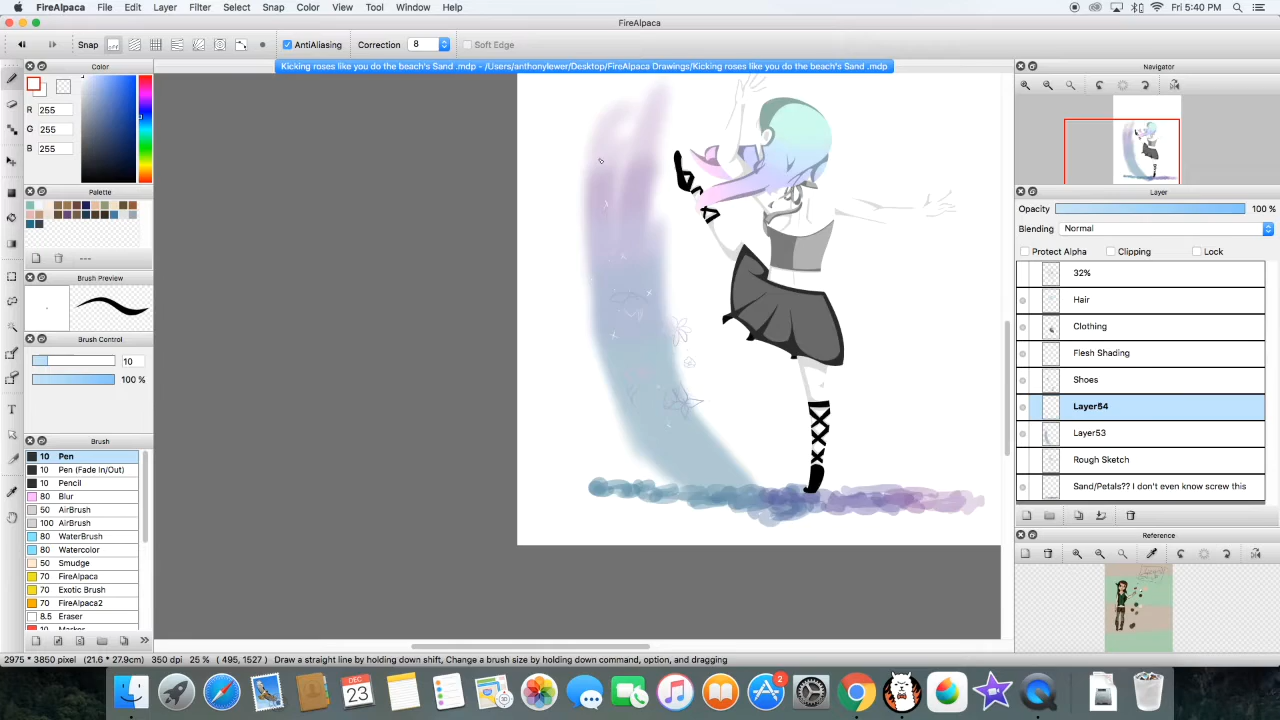 FireAlpaca File Edit Layer Filter Select Snap Color View Tool Window Help Fri 5:40 PM
FireAlpaca
Snap AntiAliasing Correction 8 Soft Edge
Kicking roses like you do the beach's Sand .mdp - /Users/anthonylewer/Desktop/FireAlpaca Drawings/Kicking roses like you do the beach's Sand .mdp
Color
R 255
G 255
B 255
Palette
---
Brush Preview
Brush Control
10
100 %
Brush
10 Pen
10 Pen (Fade In/Out)
10 Pencil
80 Blur
50 AirBrush
100 AirBrush
80 WaterBrush
80 Watercolor
50 Smudge
70 FireAlpaca
70 Exotic Brush
70 FireAlpaca2
8.5 Eraser
Navigator
Layer
Opacity 100 %
Blending Normal
Protect Alpha Clipping Lock
32%
Hair
Clothing
Flesh Shading
Shoes
Layer54
Layer53
Rough Sketch
Sand/Petals?? I don't even know screw this
Reference
2975 * 3850 pixel (21.6 * 27.9cm) 350 dpi 25 % ( 495, 1527 ) Draw a straight line by holding down shift, Change a brush size by holding down command, option, and dragging
DEC
23
2